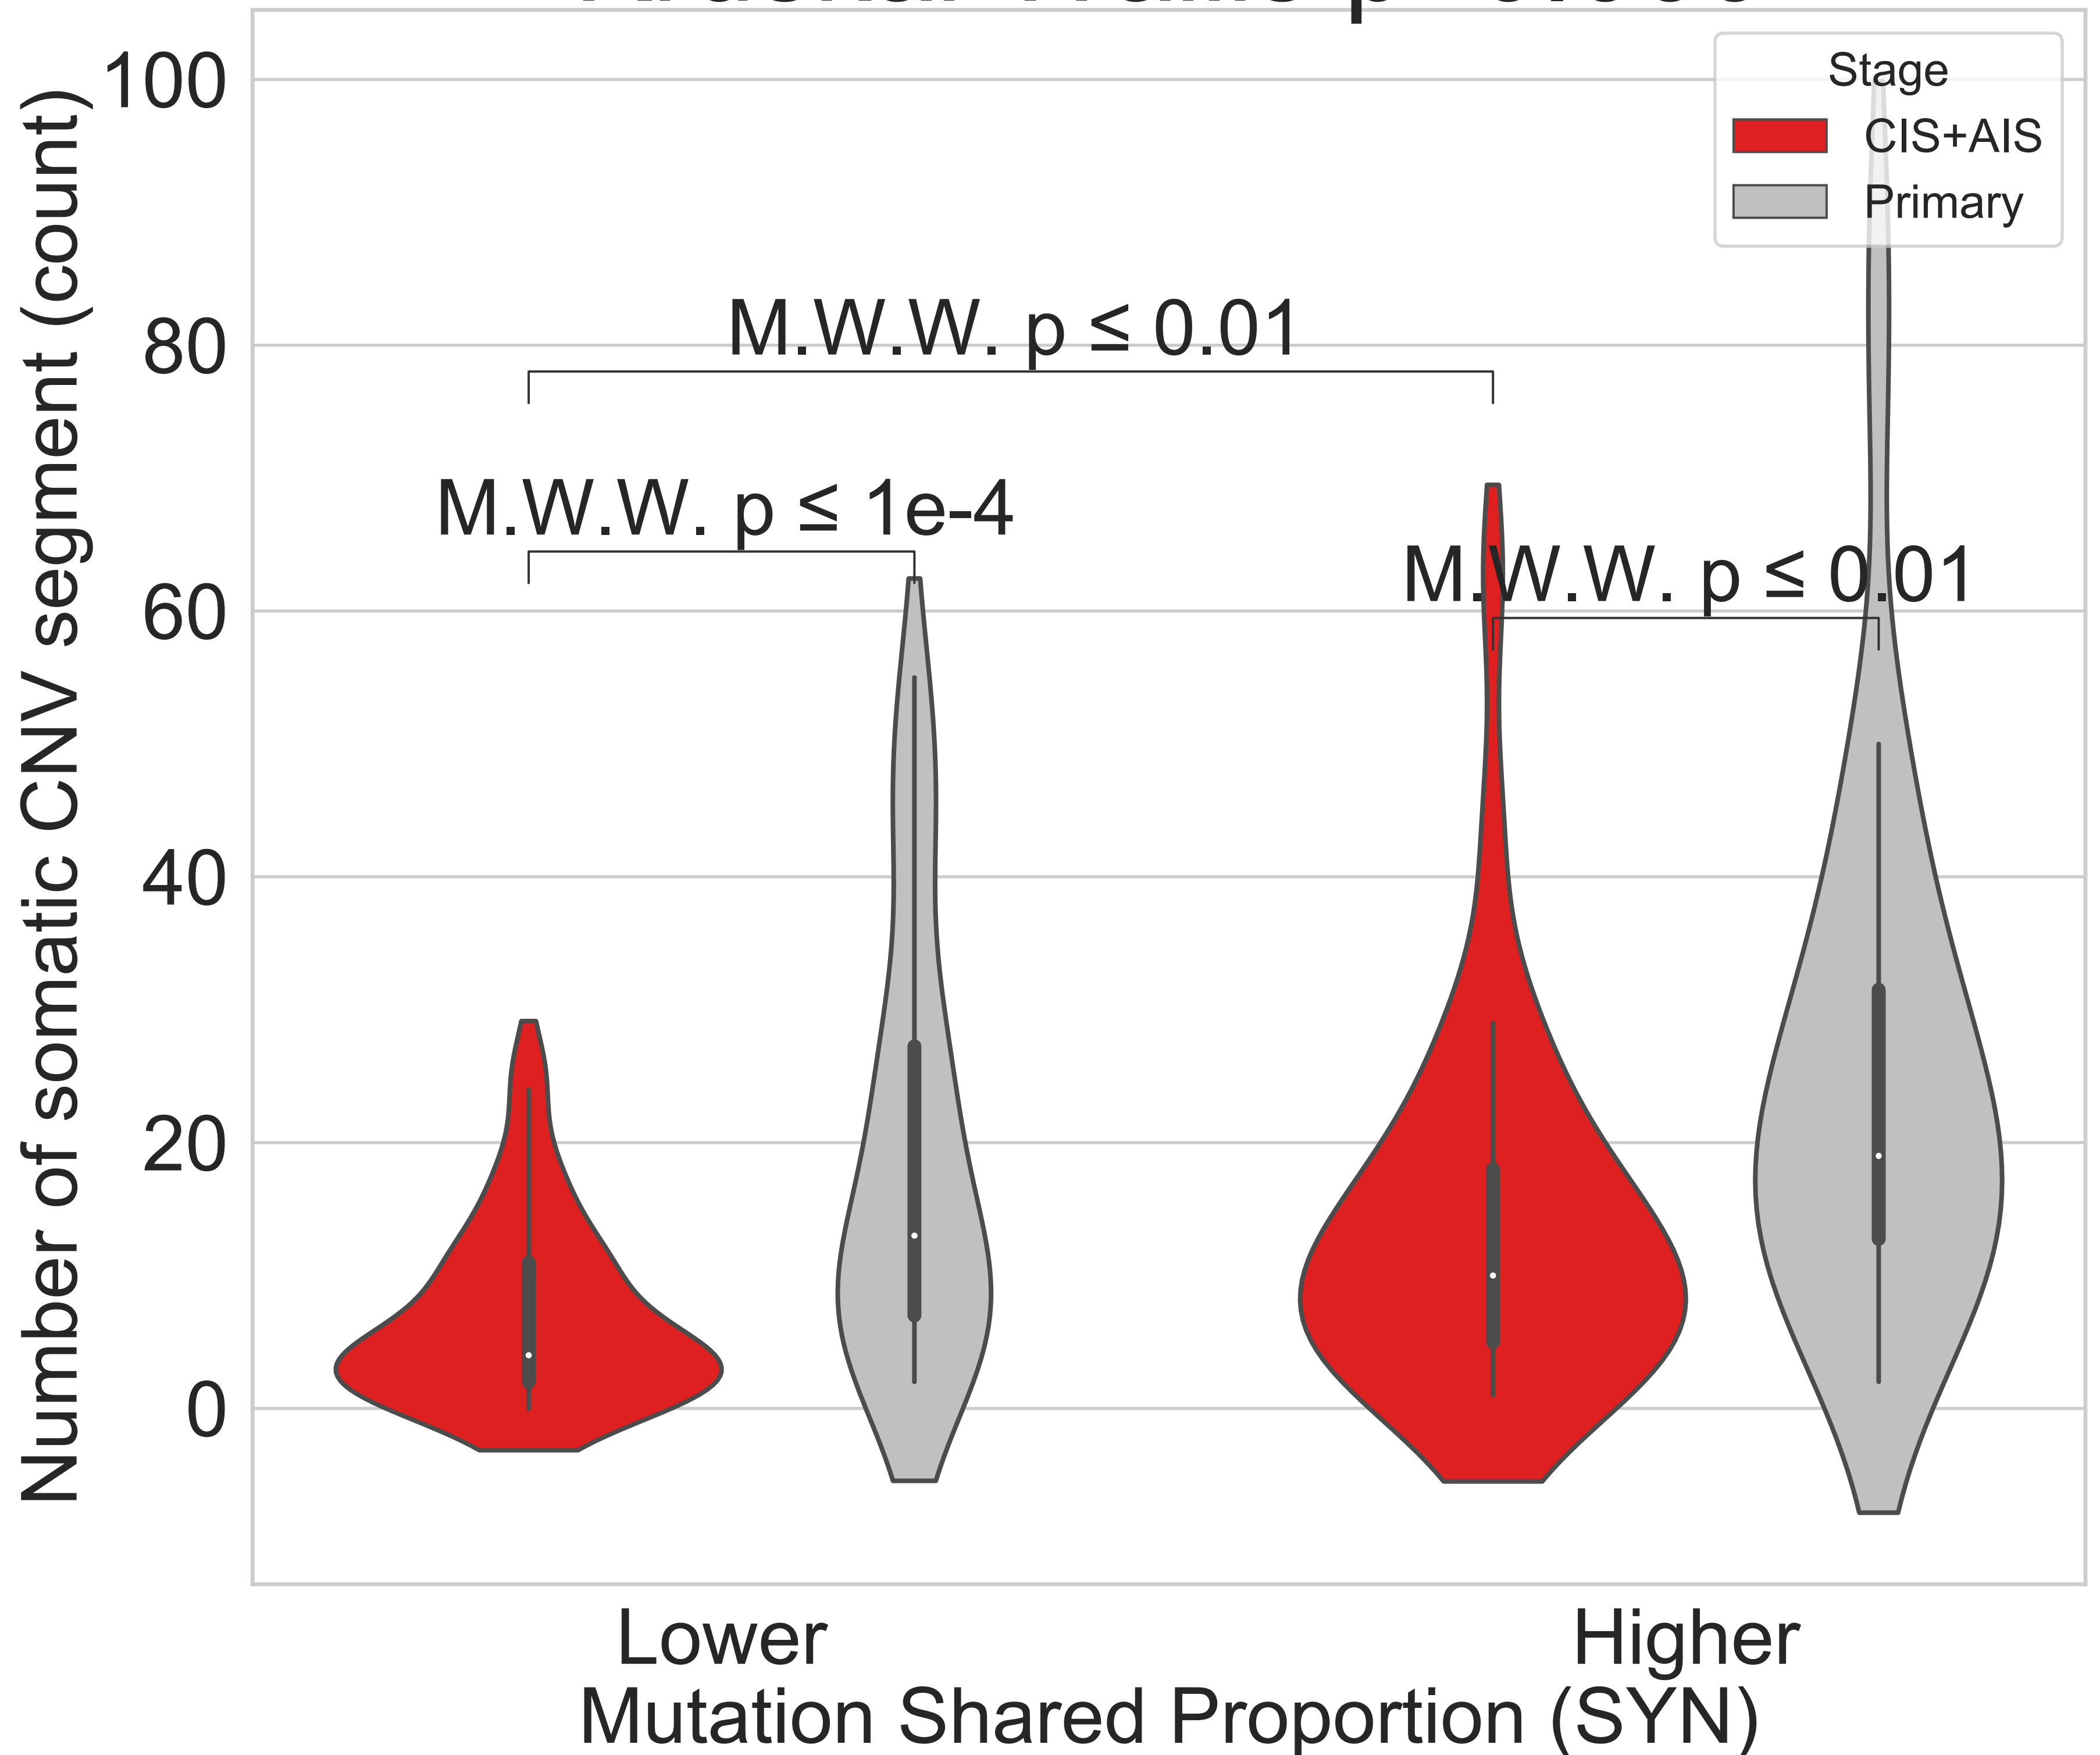 Number of somatic CNV segment (count)
100
80
60
40
20
0
Stage
CIS+AIS
Primary
M.W.W. p ≤ 0.01
M.W.W. p ≤ 1e-4
M.W.W. p ≤ 0.01
Lower
Higher
Mutation Shared Proportion (SYN)